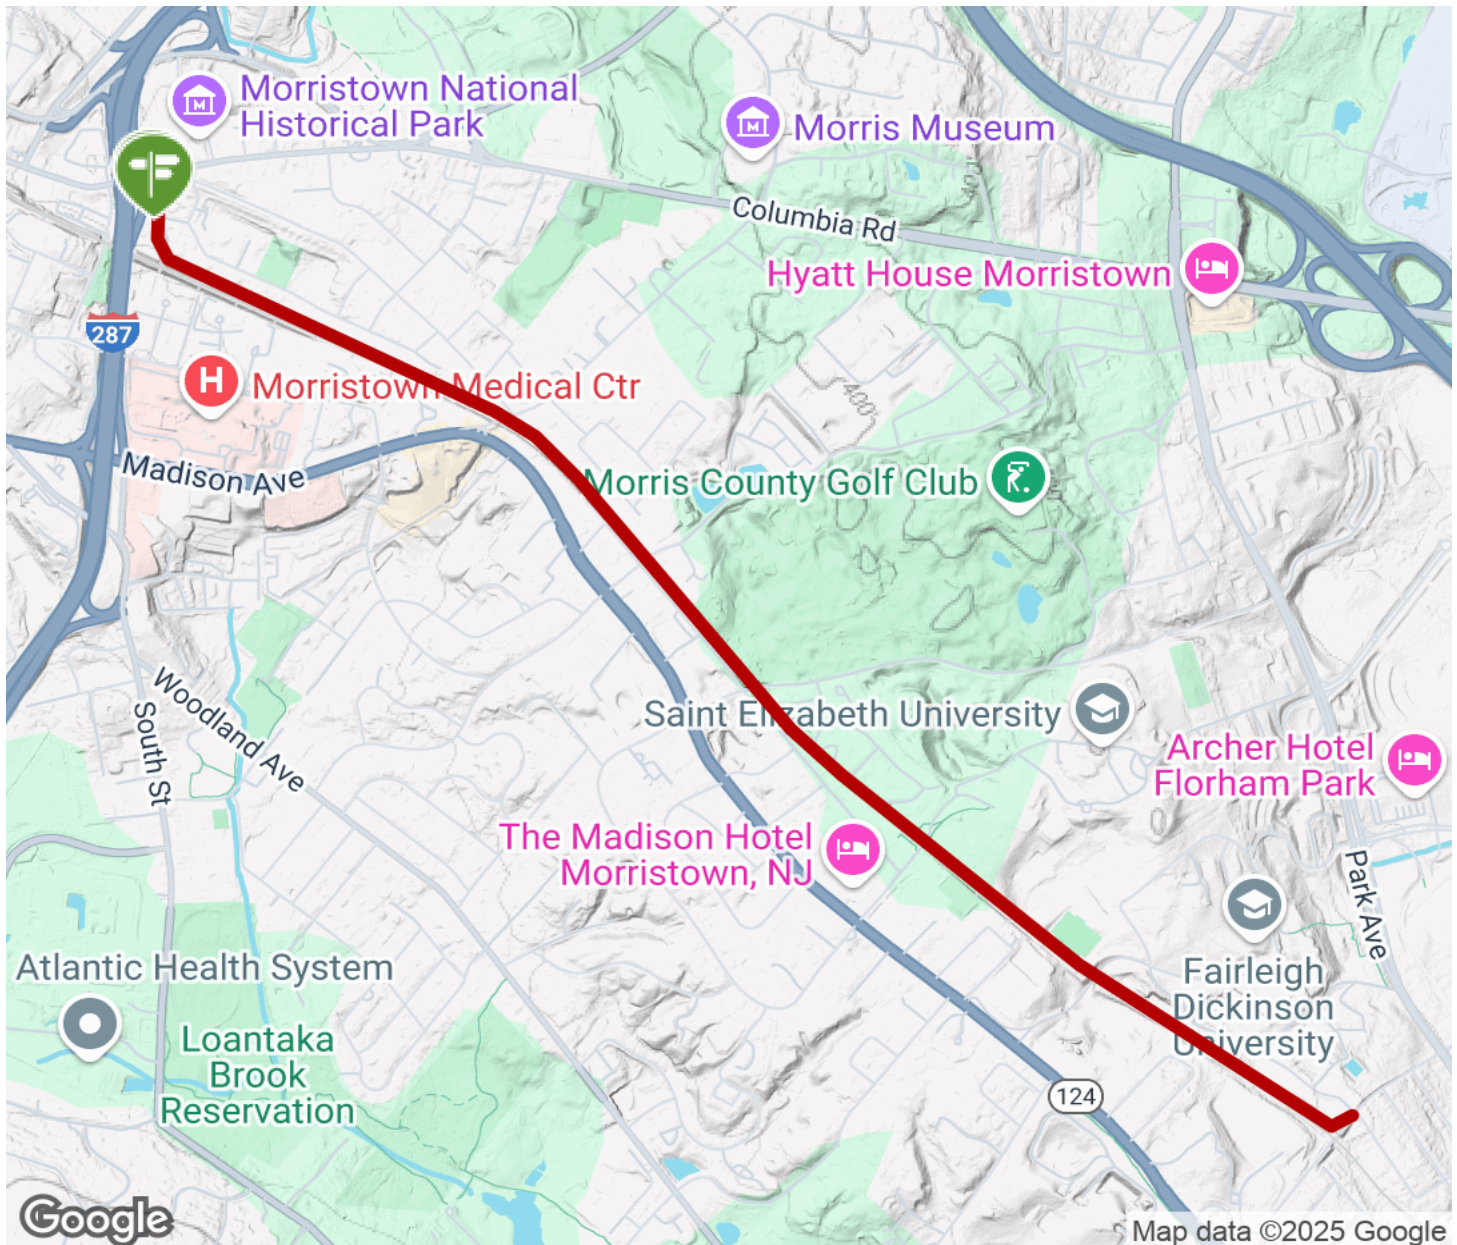 Morristown National
Historical Park
Morris Museum
Columbia Rd
400'
Hyatt House Morristown
287
H
Morristown Medical Ctr
400'
Madison Ave
Morris County Golf Club
Woodland Ave
South St
Saint Elizabeth University
Archer Hotel
Florham Park
The Madison Hotel
Morristown, NJ
Park Ave
Atlantic Health System
Fairleigh
Dickinson
University
Loantaka
Brook
Reservation
124
Google
Map data ©2025 Google